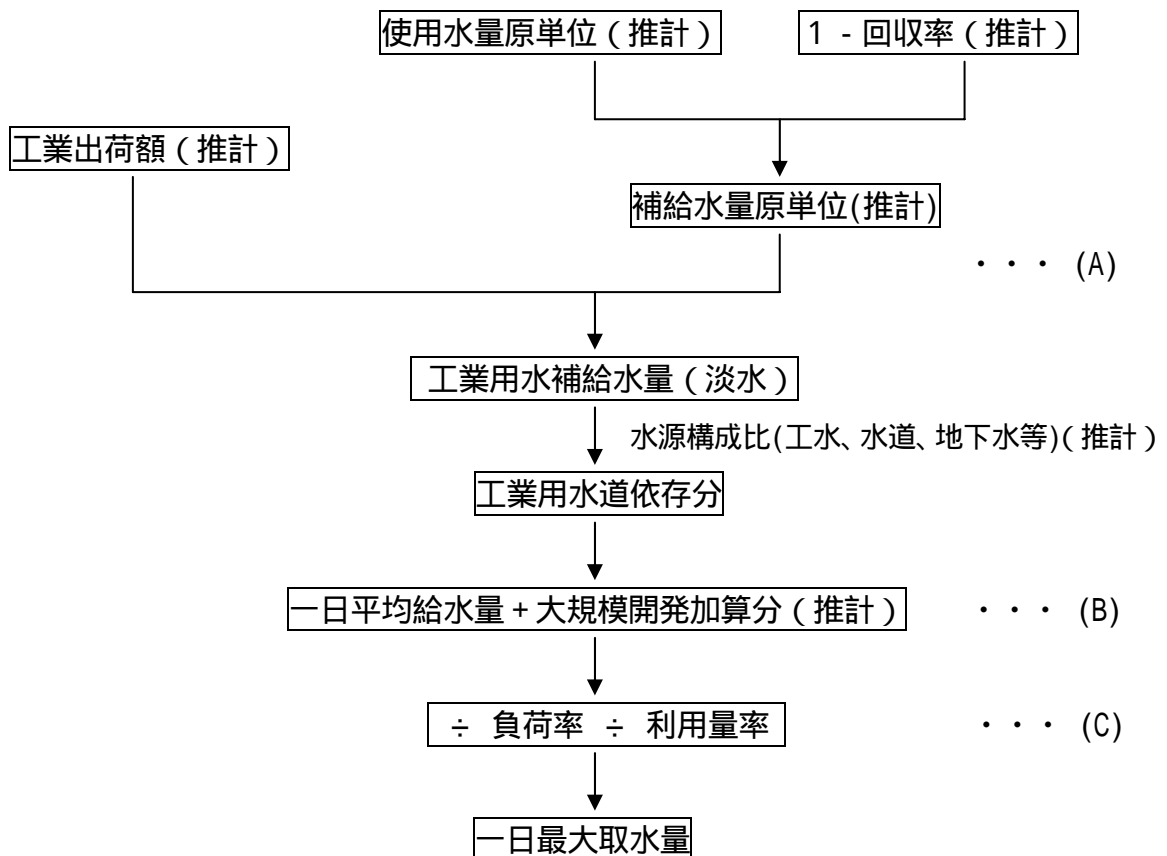 使用水量原単位(推計) 1 - 回収率(推計)
工業出荷額(推計)
補給水量原単位(推計)
・・・ (A)
工業用水補給水量(淡水)
水源構成比(工水、水道、地下水等)(推計)
工業用水道依存分
一日平均給水量+大規模開発加算分(推計) ・・・ (B)
÷ 負荷率 ÷ 利用量率 ・・・ (C)
一日最大取水量